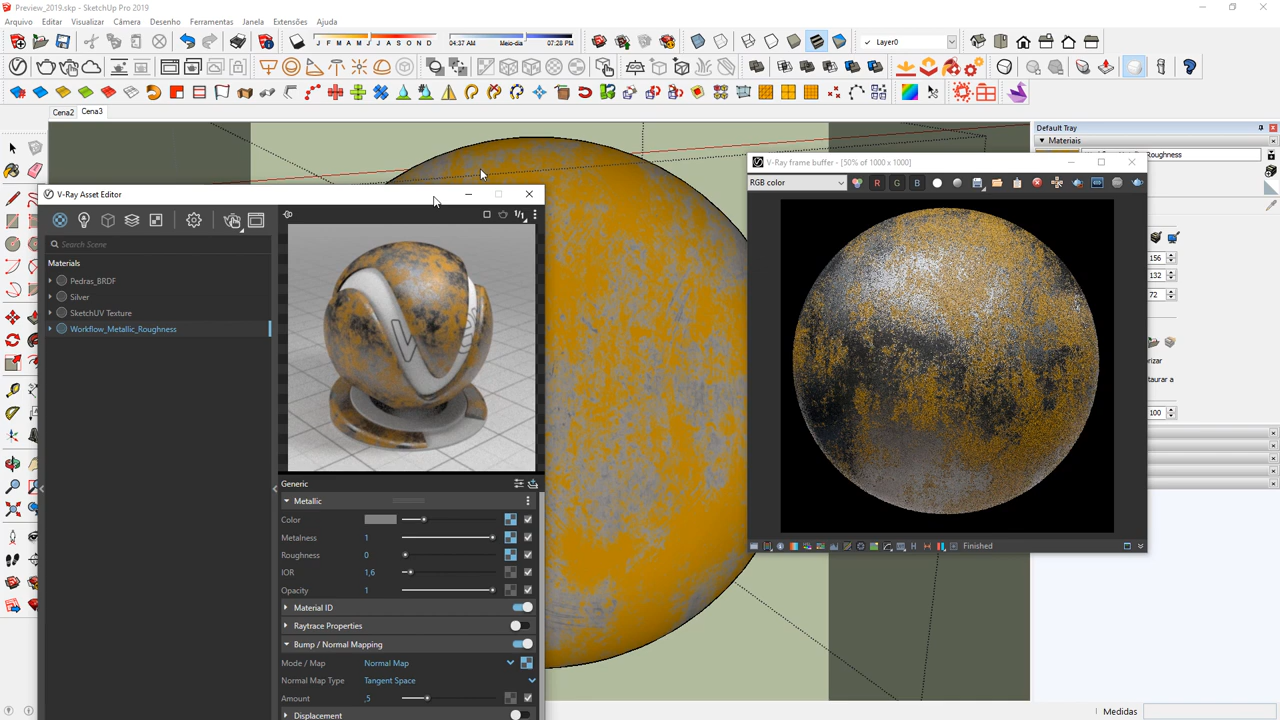 Preview_2019.skp - SketchUp Pro 2019
Arquivo Editar Visualizar Câmera Desenho Ferramentas Janela Extensões Ajuda
J F M A M J J A S O N D
04:37 AM Meio-dia 07:28 PM
Layer0
Cena2 Cena3
Default Tray
Materiais
Roughness
V-Ray frame buffer - [50% of 1000 x 1000]
RGB color
R G B
156
132
72
100
V-Ray Asset Editor
1/1
Search Scene
Materials
Pedras_BRDF
Silver
SketchUV Texture
Workflow_Metallic_Roughness
Generic
Metallic
Color
Metalness 1
Roughness 0
IOR 1,6
Opacity 1
Material ID
Raytrace Properties
Bump / Normal Mapping
Mode / Map Normal Map
Normal Map Type Tangent Space
Amount ,5
Displacement
H
Finished
Medidas